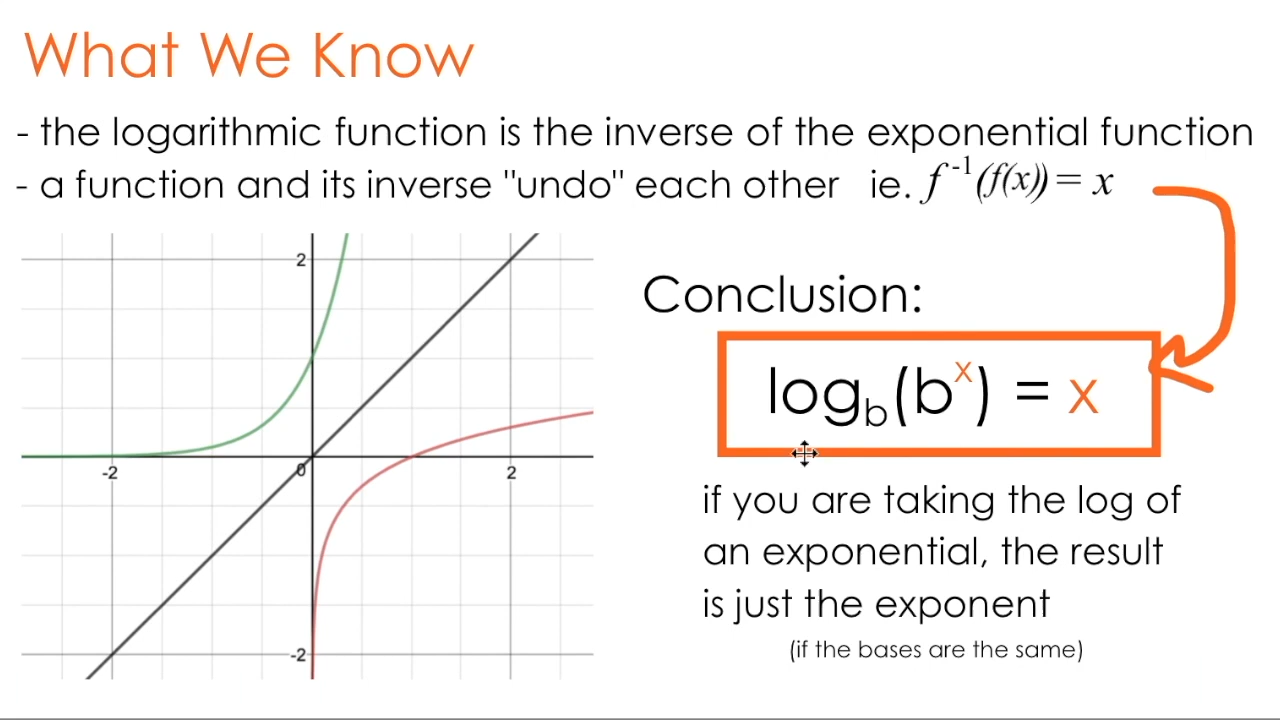 What We Know
- the logarithmic function is the inverse of the exponential function
- a function and its inverse "undo" each other ie. f⁻¹(f(x)) = x
2
Conclusion:
log_b(b^x) = x
-2
0
2
if you are taking the log of
an exponential, the result
is just the exponent
-2
(if the bases are the same)